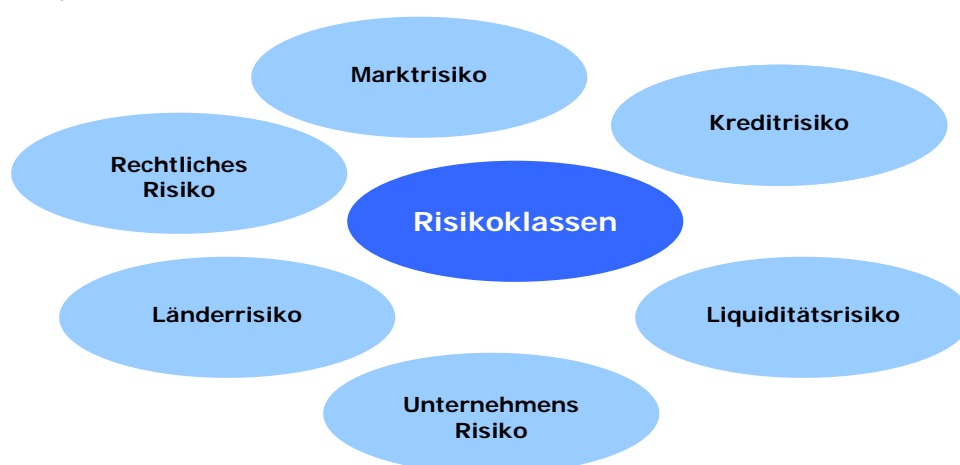 Marktrisiko
Kreditrisiko
Rechtliches
Risiko
Risikoklassen
Länderrisiko
Liquiditätsrisiko
Unternehmens
Risiko